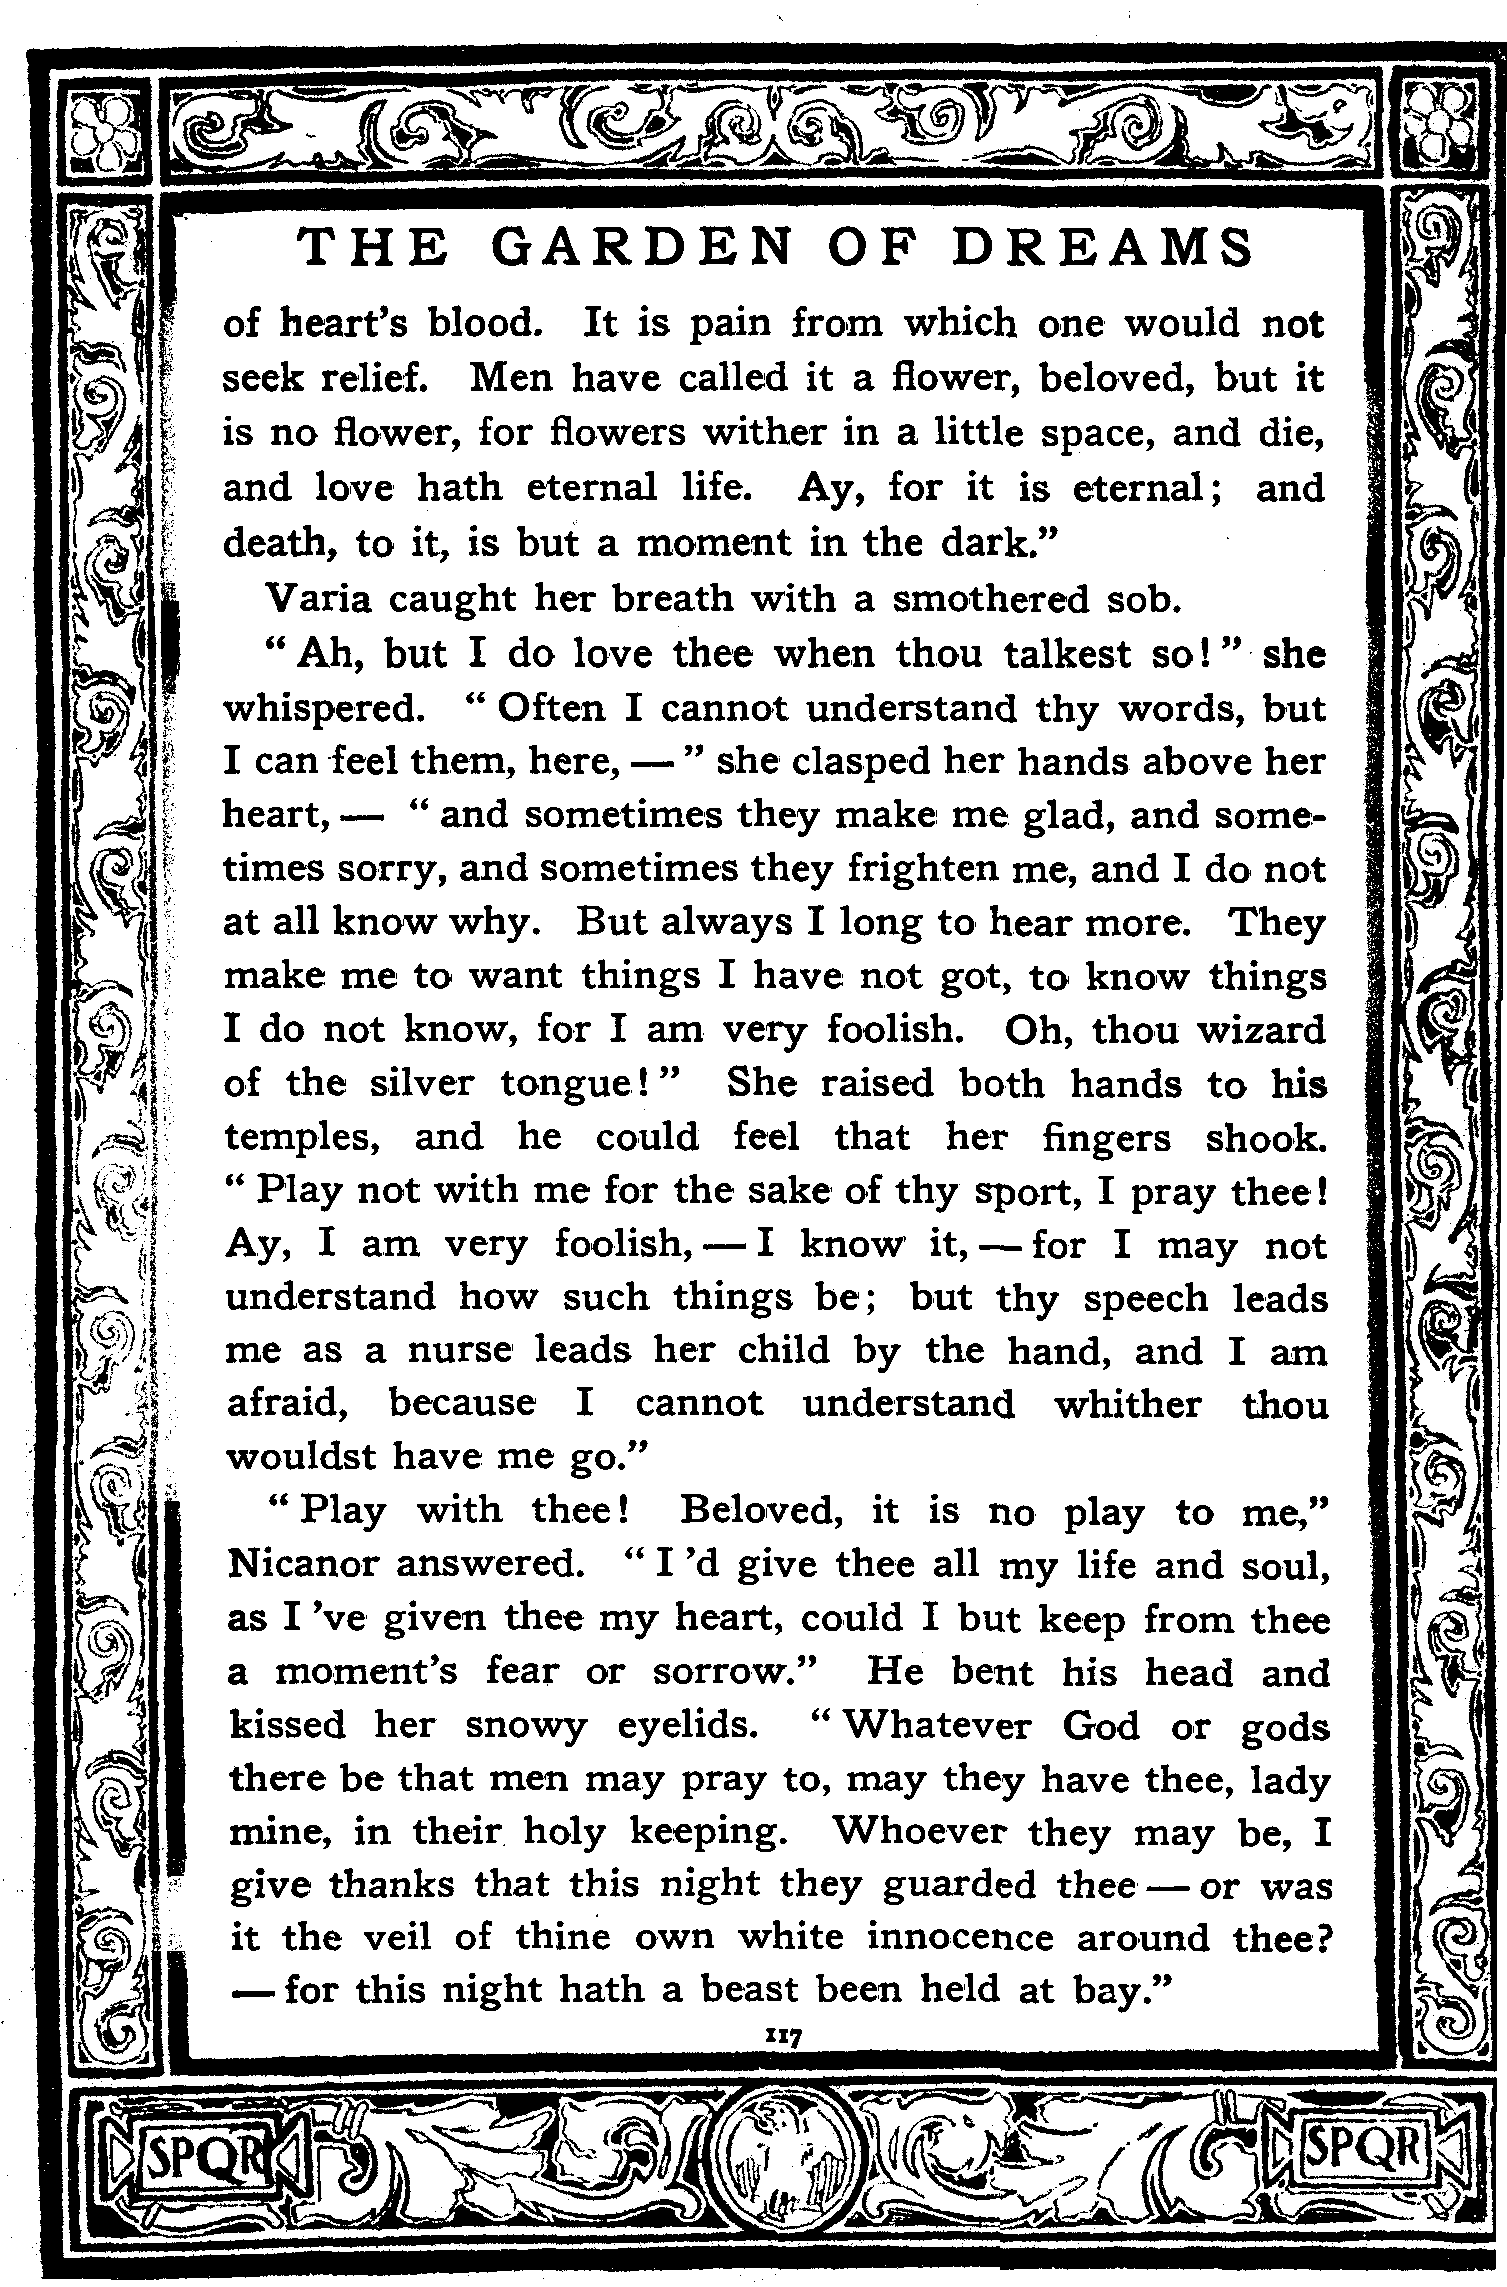 THE GARDEN OF DREAMS
of heart's blood. It is pain from which one would not
seek relief. Men have called it a flower, beloved, but it
is no flower, for flowers wither in a little space, and die,
and love hath eternal life. Ay, for it is eternal; and
death, to it, is but a moment in the dark.”
Varia caught her breath with a smothered sob.
“Ah, but I do love thee when thou talkest so!” she
whispered. “Often I cannot understand thy words, but
I can feel them, here, —” she clasped her hands above her
heart, — “and sometimes they make me glad, and some-
times sorry, and sometimes they frighten me, and I do not
at all know why. But always I long to hear more. They
make me to want things I have not got, to know things
I do not know, for I am very foolish. Oh, thou wizard
of the silver tongue!” She raised both hands to his
temples, and he could feel that her fingers shook.
“Play not with me for the sake of thy sport, I pray thee!
Ay, I am very foolish, — I know it, — for I may not
understand how such things be; but thy speech leads
me as a nurse leads her child by the hand, and I am
afraid, because I cannot understand whither thou
wouldst have me go.”
“Play with thee! Beloved, it is no play to me,”
Nicanor answered. “I 'd give thee all my life and soul,
as I 've given thee my heart, could I but keep from thee
a moment's fear or sorrow.” He bent his head and
kissed her snowy eyelids. “Whatever God or gods
there be that men may pray to, may they have thee, lady
mine, in their holy keeping. Whoever they may be, I
give thanks that this night they guarded thee — or was
it the veil of thine own white innocence around thee?
— for this night hath a beast been held at bay.”
117
SPQR SPQR